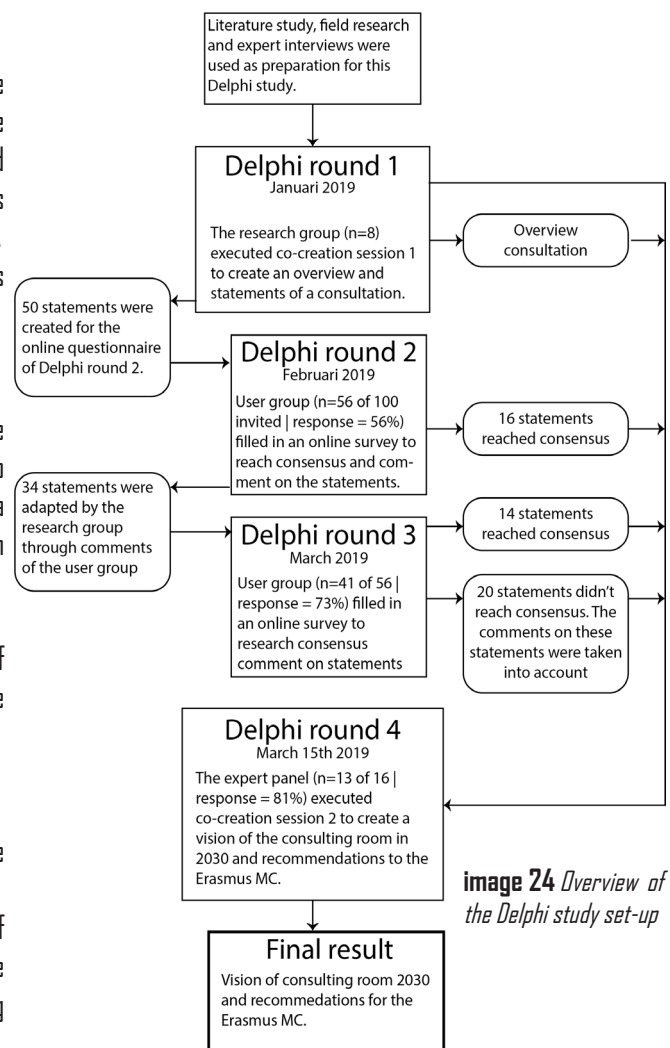 Literature study, field research
and expert interviews were
used as preparation for this
Delphi study.
Delphi round 1
Januari 2019
The research group (n=8)
executed co-creation session 1
to create an overview and
statements of a consultation.
Overview
consultation
50 statements were
created for the
online questionnaire
of Delphi round 2.
Delphi round 2
Februari 2019
User group (n=56 of 100
invited | response = 56%)
filled in an online survey to
reach consensus and com-
ment on the statements.
16 statements
reached consensus
34 statements were
adapted by the
research group
through comments
of the user group
Delphi round 3
March 2019
User group (n=41 of 56 |
response = 73%) filled in
an online survey to
research consensus
comment on statements
14 statements
reached consensus
20 statements didn't
reach consensus. The
comments on these
statements were taken
into account
Delphi round 4
March 15th 2019
The expert panel (n=13 of 16 |
response = 81%) executed
co-creation session 2 to create a
vision of the consulting room in
2030 and recommendations to the
Erasmus MC.
image 24 Overview of
the Delphi study set-up
Final result
Vision of consulting room 2030
and recommedations for the
Erasmus MC.